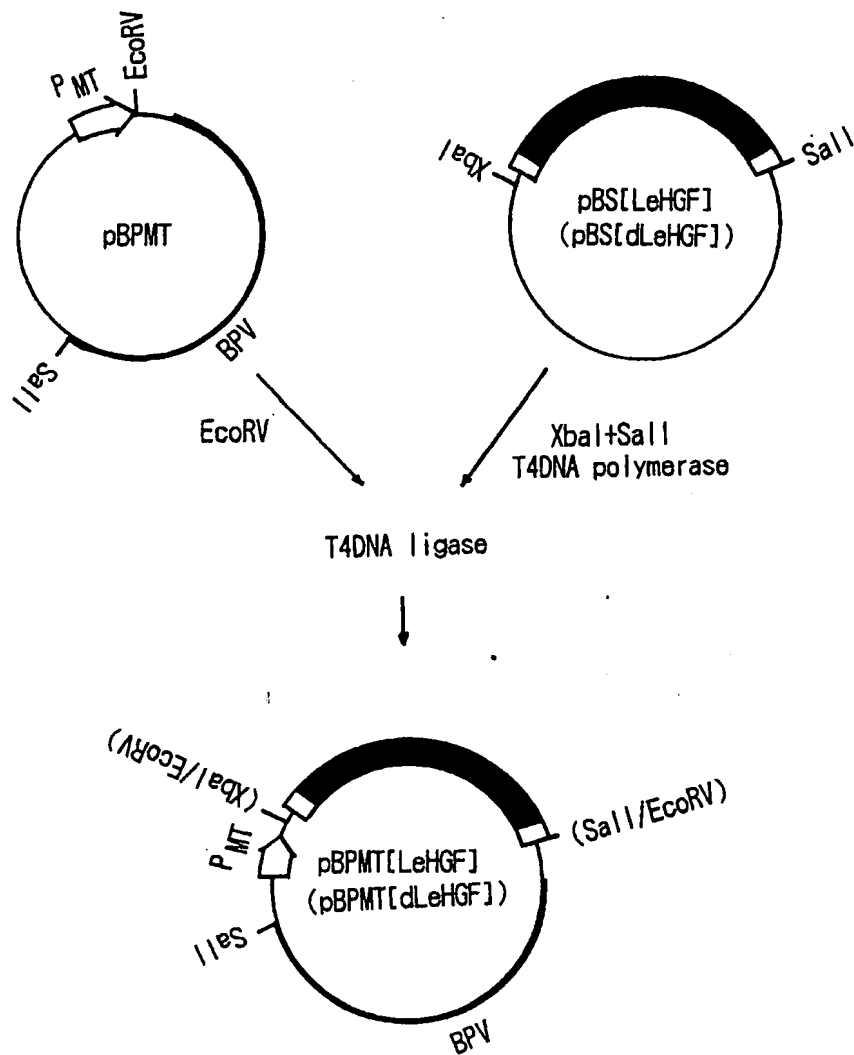 P MT
EcoRV
pBPMT
SalI
BPV
XbaI
SalI
pBS[LeHGF]
(pBS[dLeHGF])
EcoRV
XbaI+SalI
T4DNA polymerase
T4DNA ligase
(XbaI/EcoRV)
(SalI/EcoRV)
P MT
pBPMT[LeHGF]
(pBPMT[dLeHGF])
SalI
BPV